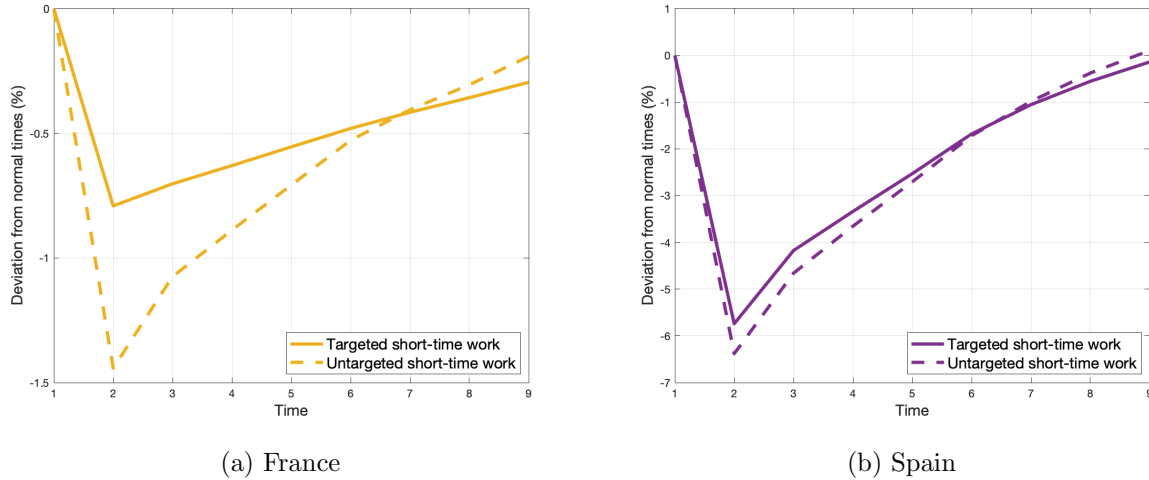 0
-0.5
-1
-1.5
Deviation from normal times (%)
1 2 3 4 5 6 7 8 9
Time
Targeted short-time work
Untargeted short-time work
(a) France
1
0
-1
-2
-3
-4
-5
-6
-7
Deviation from normal times (%)
1 2 3 4 5 6 7 8 9
Time
Targeted short-time work
Untargeted short-time work
(b) Spain